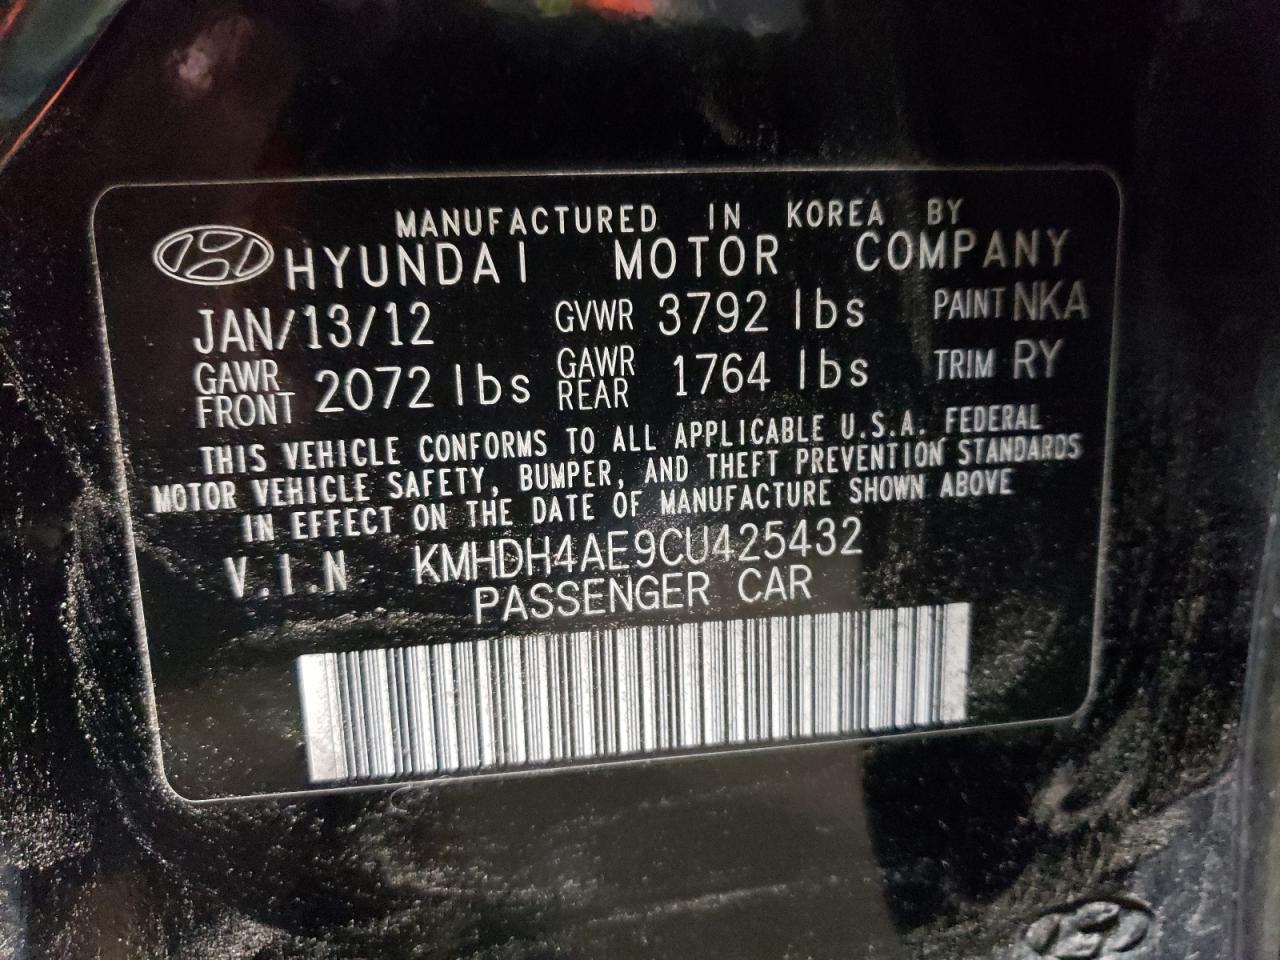 MANUFACTURED IN KOREA BY
HYUNDAI MOTOR COMPANY
JAN/13/12 GVWR 3792 lbs PAINT NKA
GAWR FRONT 2072 lbs GAWR REAR 1764 lbs TRIM RY
THIS VEHICLE CONFORMS TO ALL APPLICABLE U.S.A. FEDERAL
MOTOR VEHICLE SAFETY, BUMPER, AND THEFT PREVENTION STANDARDS
IN EFFECT ON THE DATE OF MANUFACTURE SHOWN ABOVE
V.I.N KMHDH4AE9CU425432
PASSENGER CAR